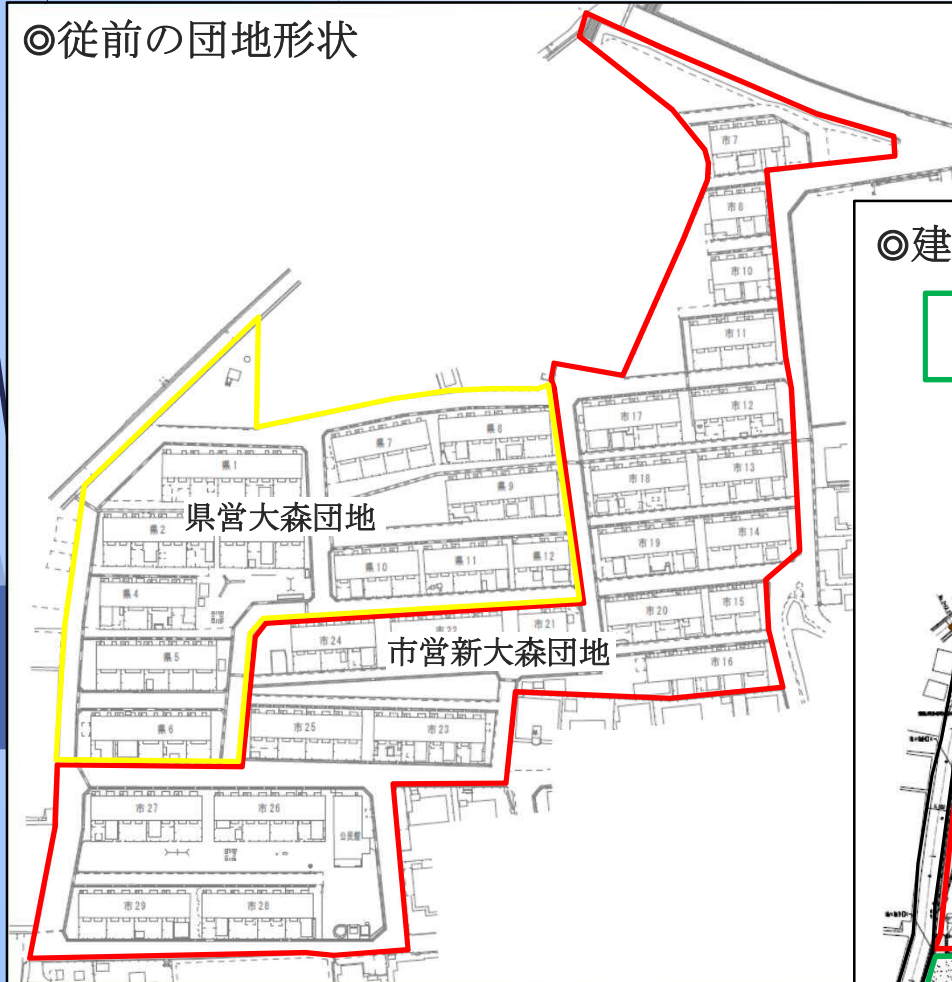 ◎従前の団地形状
市7
市8
市10
市11
市17
市12
市18
市13
市19
市14
市20
市15
市16
◎建
県1
県7
県8
県9
県2
県営大森団地
県10
県11
県12
県4
県5
県6
市24
市21
市営新大森団地
市25
市23
市27
市26
公民館
市29
市28